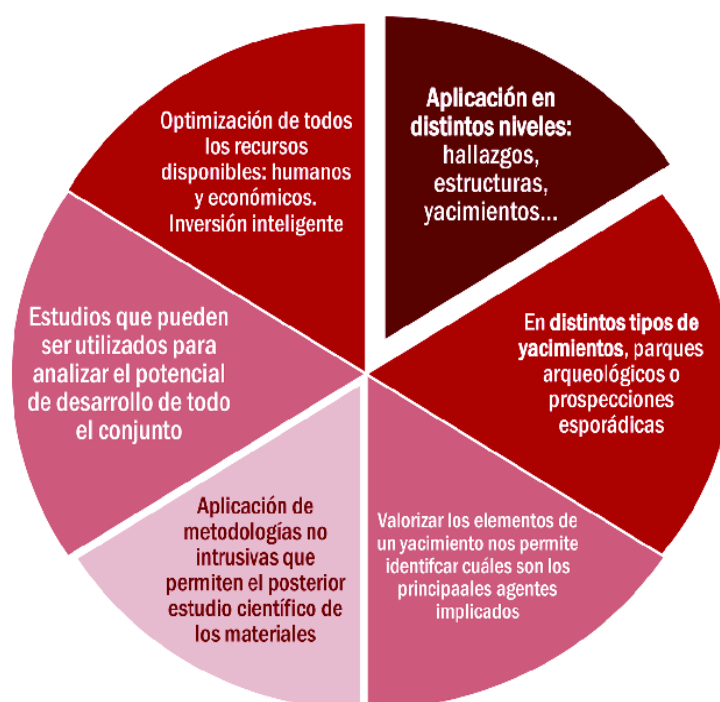 Aplicación en
distintos niveles:
hallazgos,
estructuras,
yacimientos...
En distintos tipos de
yacimientos, parques
arqueológicos o
prospecciones
esporádicas
Valorizar los elementos de
un yacimiento nos permite
identifcar cuáles son los
principaales agentes
implicados
Aplicación de
metodologías no
intrusivas que
permiten el posterior
estudio científico de
los materiales
Estudios que pueden
ser utilizados para
analizar el potencial
de desarrollo de todo
el conjunto
Optimización de todos
los recursos
disponibles: humanos
y económicos.
Inversión inteligente